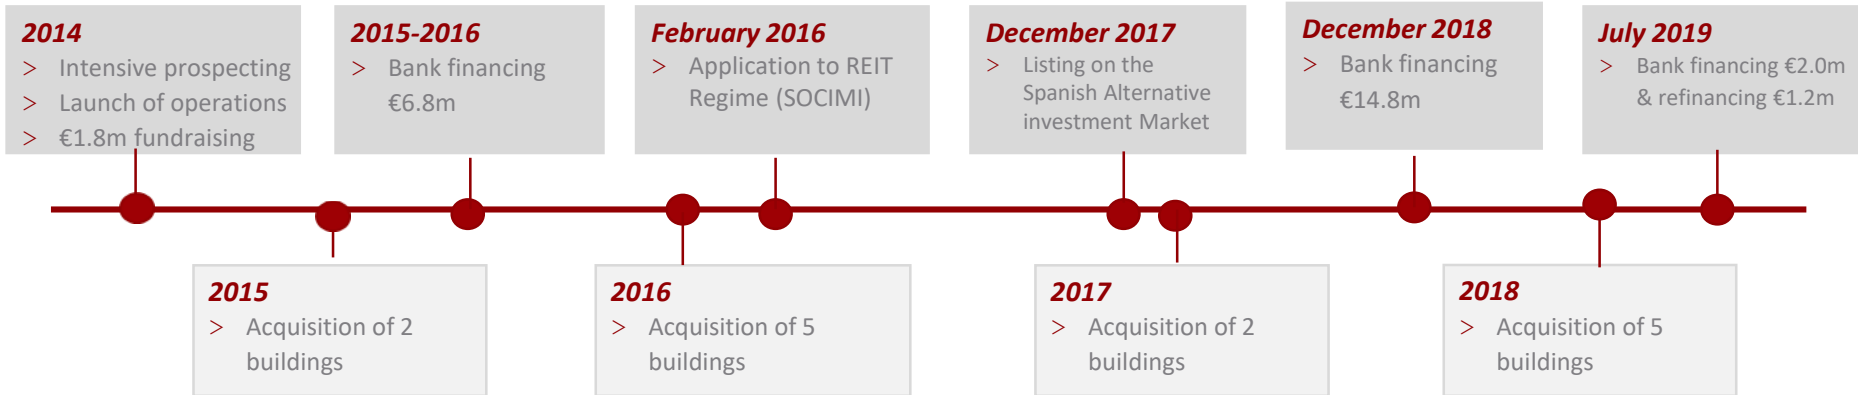 2014
> Intensive prospecting
> Launch of operations
> €1.8m fundraising
2015-2016
> Bank financing
€6.8m
February 2016
> Application to REIT
Regime (SOCIMI)
December 2017
> Listing on the
Spanish Alternative
investment Market
December 2018
> Bank financing
€14.8m
July 2019
> Bank financing €2.0m
& refinancing €1.2m
2015
> Acquisition of 2
buildings
2016
> Acquisition of 5
buildings
2017
> Acquisition of 2
buildings
2018
> Acquisition of 5
buildings